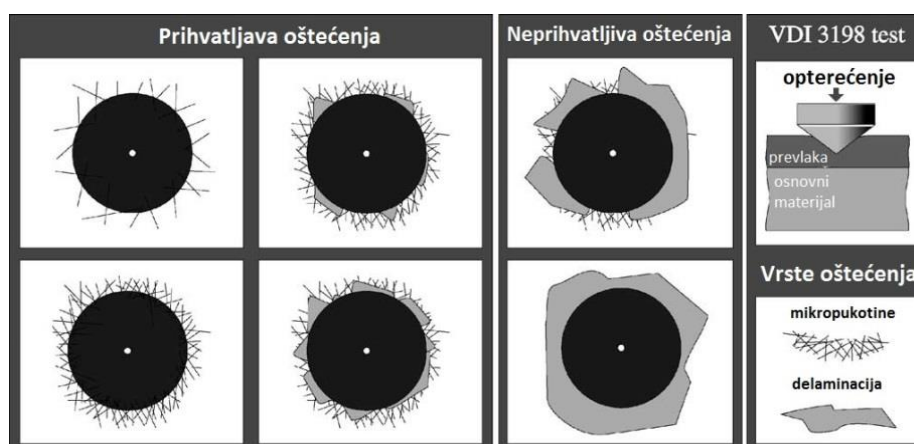 Prihvatljava oštećenja
Neprihvatljiva oštećenja
VDI 3198 test
opterećenje
prevlaka
osnovni
materijal
Vrste oštećenja
mikropukotine
delaminacija